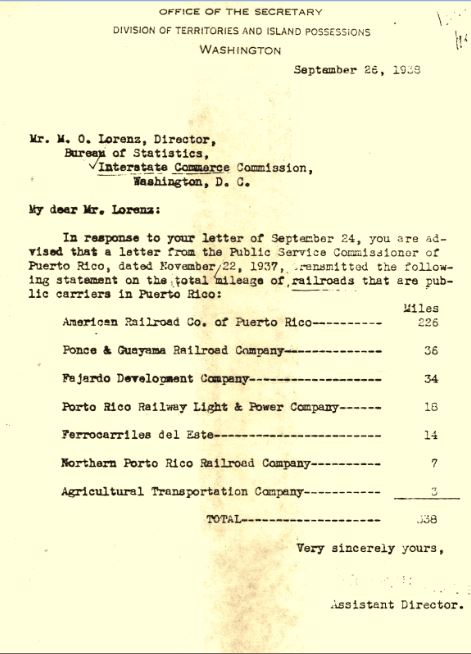 OFFICE OF THE SECRETARY
DIVISION OF TERRITORIES AND ISLAND POSSESSIONS
WASHINGTON
September 26, 1938
Mr. M. O. Lorenz, Director,
Bureau of Statistics,
Interstate Commerce Commission,
Washington, D. C.
My dear Mr. Lorenz:
In response to your letter of September 24, you are ad-
vised that a letter from the Public Service Commissioner of
Puerto Rico, dated November 22, 1937, transmitted the follow-
ing statement on the total mileage of railroads that are pub-
lic carriers in Puerto Rico:
Miles
American Railroad Co. of Puerto Rico---------- 226
Ponce & Guayama Railroad Company-------------- 36
Fajardo Development Company------------------- 34
Porto Rico Railway Light & Power Company------ 18
Ferrocarriles del Este------------------------ 14
Northern Porto Rico Railroad Company---------- 7
Agricultural Transportation Company----------- 3
TOTAL-------------------- 338
Very sincerely yours,
Assistant Director.